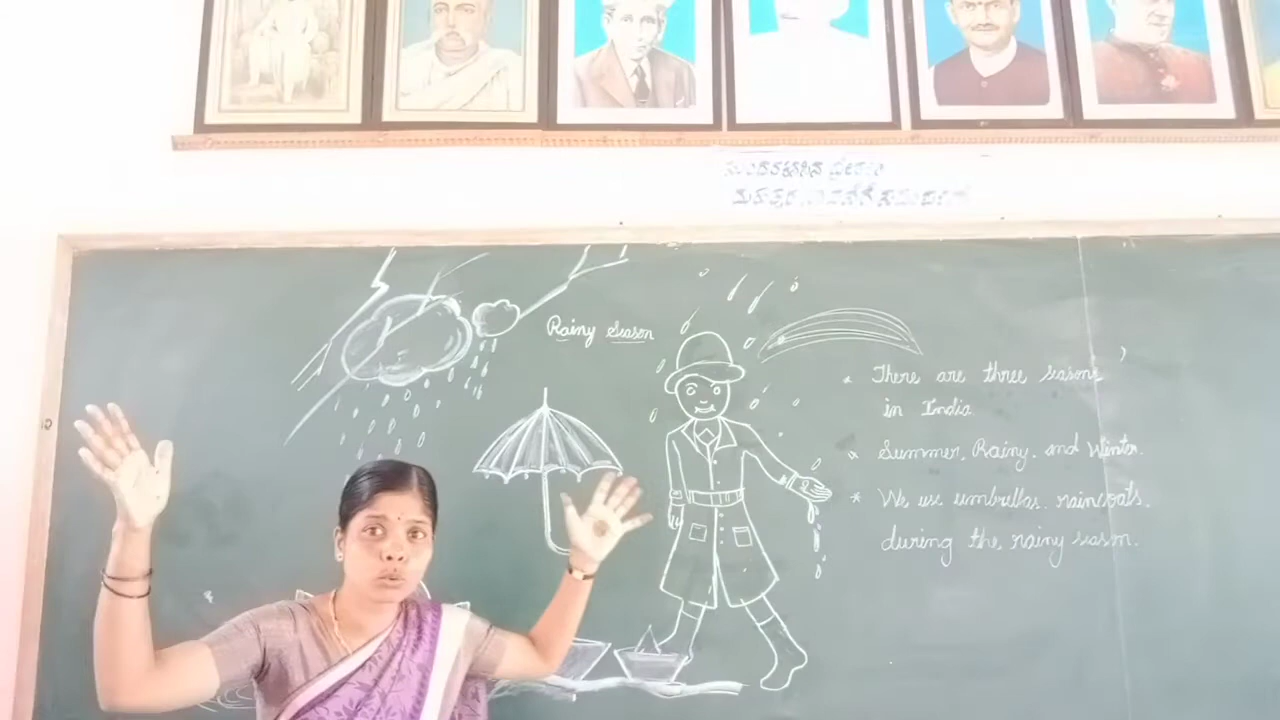 Rainy Season
There are three seasons
in India.
Summer, Rainy. and Winter.
* We use umbrellas. raincoats.
during the, rainy season.